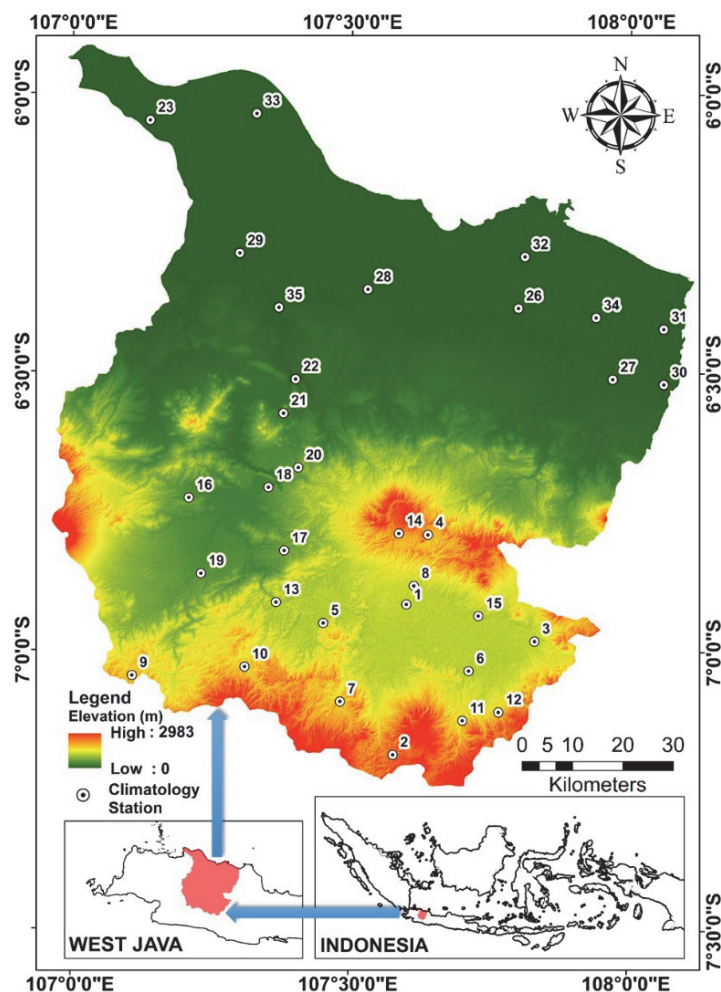 107°0'0"E 107°30'0"E 108°0'0"E
6°0'0"S 6°0'0"S
N
W E
S
23
33
29
32
28
35
26
34
31
22
27
30
21
20
18
16
14
4
17
19
8
13
1
15
5
3
10
6
9
7
12
11
2
6°30'0"S 6°30'0"S
7°0'0"S 7°0'0"S
Legend
Elevation (m)
High : 2983
Low : 0
Climatology
Station
0 5 10 20 30
Kilometers
WEST JAVA
INDONESIA
7°30'0"S
107°0'0"E 107°30'0"E 108°0'0"E